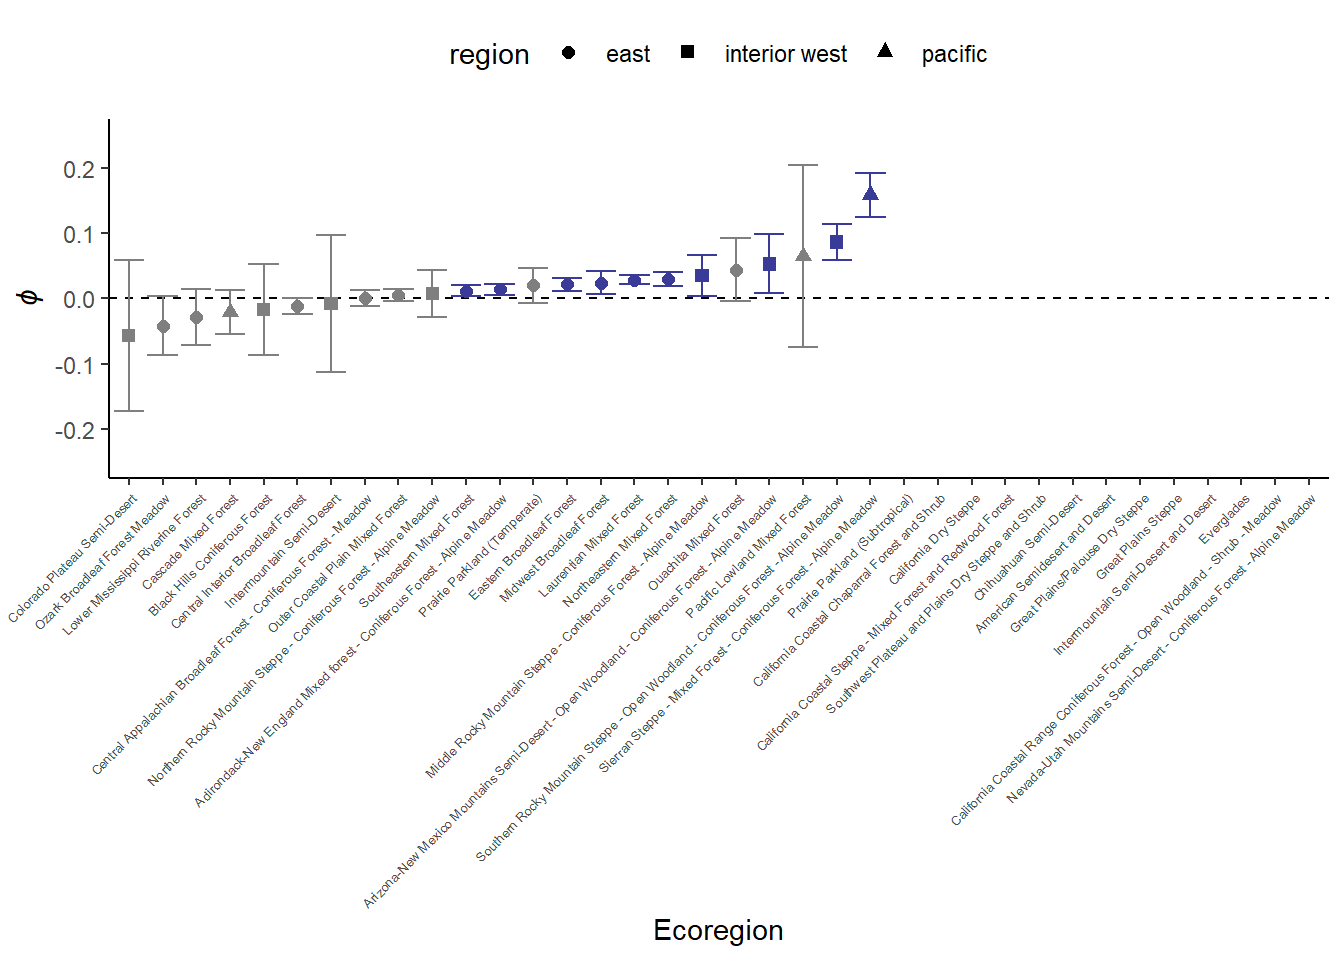 region east interior west pacific
0.2
0.1
0.0
-0.1
-0.2
ϕ
Colorado Plateau Semi-Desert
Ozark Broadleaf Forest Meadow
Lower Mississippi Riverine Forest
Cascade Mixed Forest
Black Hills Coniferous Forest
Central Interior Broadleaf Forest
Intermountain Semi-Desert
Central Appalachian Broadleaf Forest - Coniferous Forest - Meadow
Outer Coastal Plain Mixed Forest
Northern Rocky Mountain Steppe - Coniferous Forest - Alpine Meadow
Southeastern Mixed Forest
Adirondack-New England Mixed forest - Coniferous Forest - Alpine Meadow
Prairie Parkland (Temperate)
Eastern Broadleaf Forest
Midwest Broadleaf Forest
Laurentian Mixed Forest
Northeastern Mixed Forest
Middle Rocky Mountain Steppe - Coniferous Forest - Alpine Meadow
Ouachita Mixed Forest
Arizona-New Mexico Mountains Semi-Desert - Open Woodland - Coniferous Forest - Alpine Meadow
Pacific Lowland Mixed Forest
Southern Rocky Mountain Steppe - Open Woodland - Coniferous Forest - Alpine Meadow
Sierran Steppe - Mixed Forest - Coniferous Forest - Alpine Meadow
Prairie Parkland (Subtropical)
California Coastal Chaparral Forest and Shrub
California Dry Steppe
California Coastal Steppe - Mixed Forest and Redwood Forest
Southwest Plateau and Plains Dry Steppe and Shrub
Chihuahuan Semi-Desert
American Semidesert and Desert
Great Plains/Palouse Dry Steppe
Great Plains Steppe
Intermountain Semi-Desert and Desert
Everglades
California Coastal Range Coniferous Forest - Open Woodland - Shrub - Meadow
Nevada-Utah Mountains Semi-Desert - Coniferous Forest - Alpine Meadow
Ecoregion